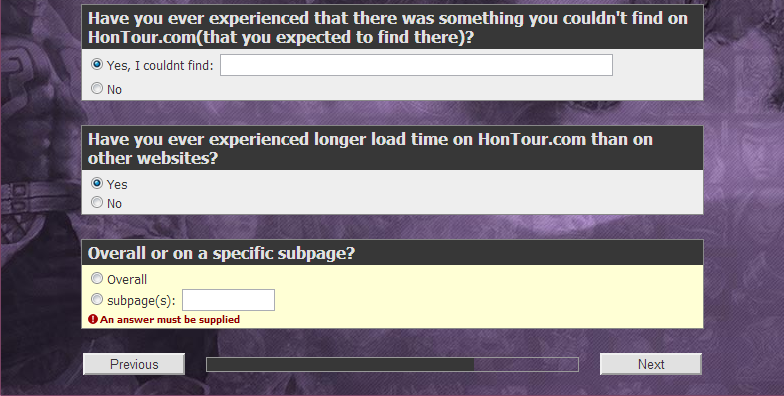 Have you ever experienced that there was something you couldn't find on
HonTour.com(that you expected to find there)?
Yes, I couldnt find:
No
Have you ever experienced longer load time on HonTour.com than on
other websites?
Yes
No
Overall or on a specific subpage?
Overall
subpage(s):
An answer must be supplied
Previous
Next